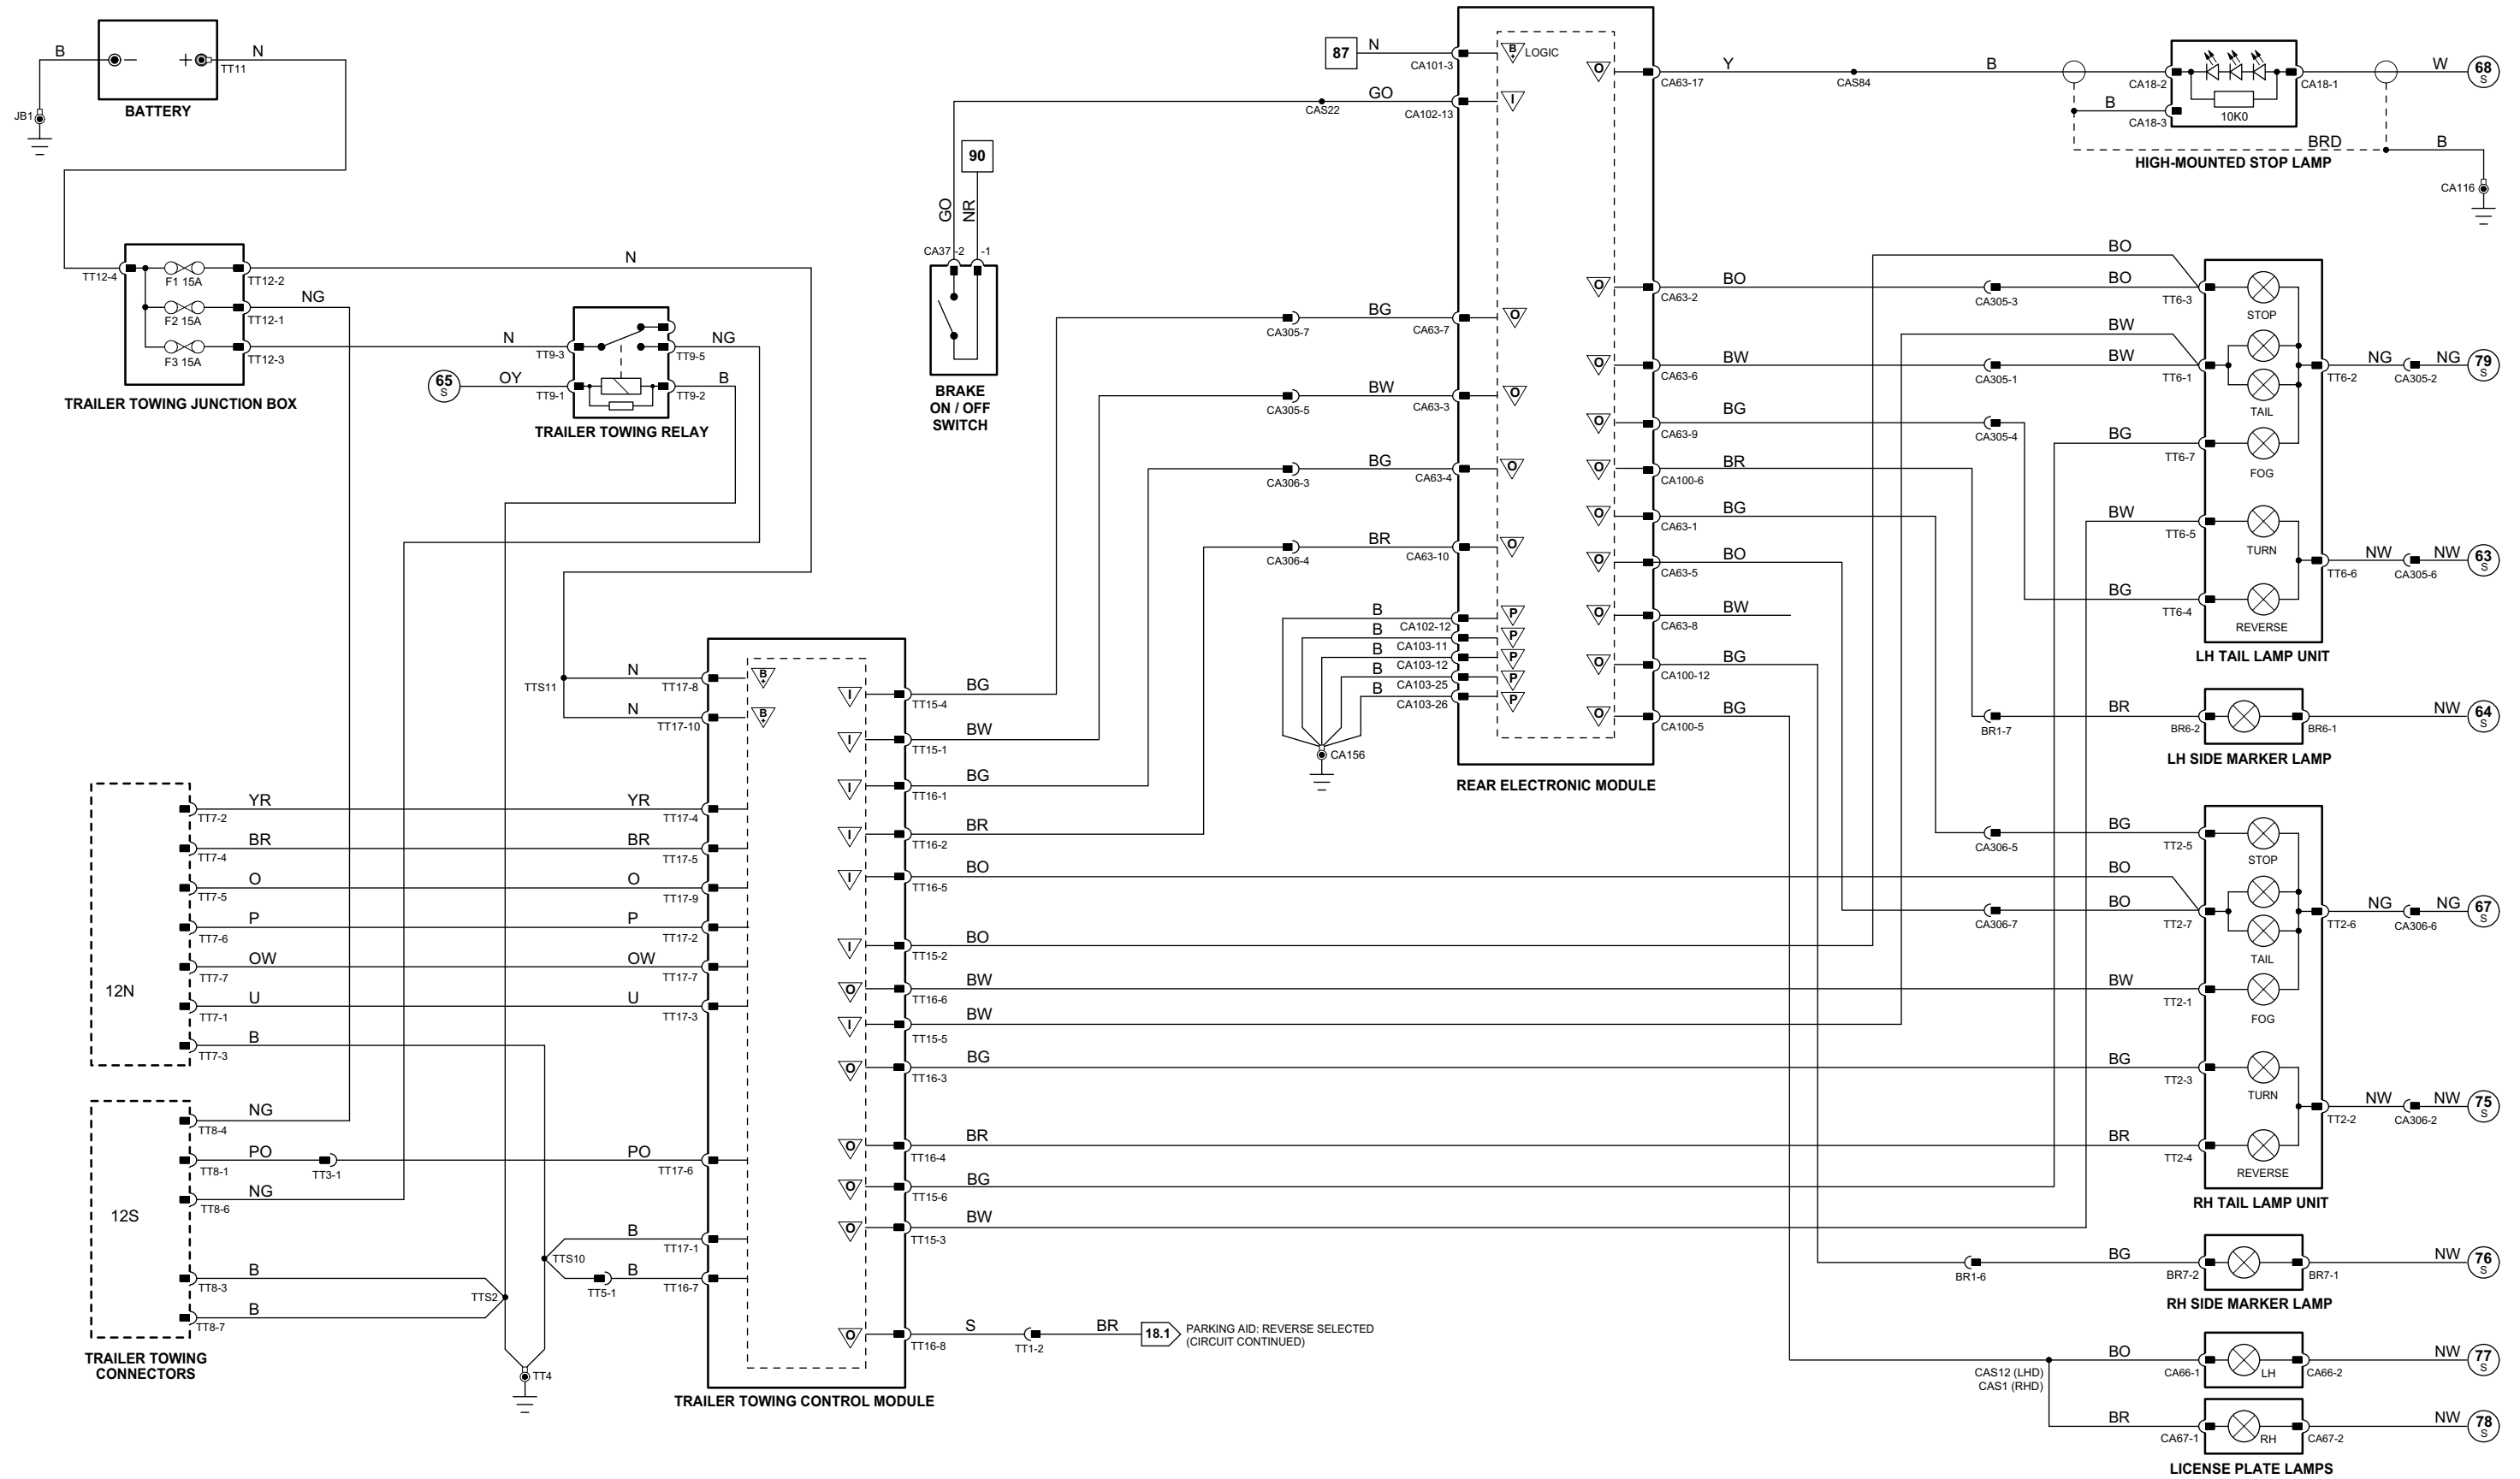 B
N
TT11
JB1
BATTERY
TT12-4
F1 15A
TT12-2
N
F2 15A
TT12-1
NG
F3 15A
TT12-3
TRAILER TOWING JUNCTION BOX
N
TT9-3
NG
TT9-5
65
S
OY
TT9-1
B
TT9-2
TRAILER TOWING RELAY
87
N
CA101-3
B
+
LOGIC
CAS22
GO
CA102-13
I
90
GO
NR
CA37
-2
-1
BRAKE
ON / OFF
SWITCH
CA305-7
BG
CA63-7
O
CA305-5
BW
CA63-3
O
CA306-3
BG
CA63-4
O
CA306-4
BR
CA63-10
O
B
CA102-12
P
B
CA103-11
P
B
CA103-12
P
B
CA103-25
P
B
CA103-26
P
CA156
O
CA63-17
Y
CAS84
B
O
CA63-2
BO
CA305-3
BO
O
CA63-6
BW
CA305-1
BW
O
CA63-9
BG
CA305-4
O
CA100-6
BR
O
CA63-1
BG
O
CA63-5
BO
O
CA63-8
BW
O
CA100-12
BG
O
CA100-5
BG
REAR ELECTRONIC MODULE
CA18-2
B
CA18-3
10K0
CA18-1
W
68
S
BRD
B
HIGH-MOUNTED STOP LAMP
CA116
BO
TT6-3
STOP
BW
TT6-1
TAIL
TT6-2
NG
CA305-2
NG
79
S
BG
TT6-7
FOG
BW
TT6-5
TURN
TT6-6
NW
CA305-6
NW
63
S
BG
TT6-4
REVERSE
LH TAIL LAMP UNIT
BR1-7
BR
BR6-2
BR6-1
NW
64
S
LH SIDE MARKER LAMP
CA306-5
BG
TT2-5
STOP
BO
CA306-7
BO
TT2-7
TAIL
TT2-6
NG
CA306-6
NG
67
S
BW
TT2-1
FOG
BG
TT2-3
TURN
TT2-2
NW
CA306-2
NW
75
S
BR
TT2-4
REVERSE
RH TAIL LAMP UNIT
BR1-6
BG
BR7-2
BR7-1
NW
76
S
RH SIDE MARKER LAMP
CAS12 (LHD)
CAS1 (RHD)
BO
CA66-1
LH
CA66-2
NW
77
S
BR
CA67-1
RH
CA67-2
NW
78
S
LICENSE PLATE LAMPS
TTS11
N
TT17-8
B
+
N
TT17-10
B
+
12N
TT7-2
YR
YR
TT17-4
TT7-4
BR
BR
TT17-5
TT7-5
O
O
TT17-9
TT7-6
P
P
TT17-2
TT7-7
OW
OW
TT17-7
TT7-1
U
U
TT17-3
TT7-3
B
12S
TT8-4
NG
TT8-1
PO
TT3-1
PO
TT17-6
TT8-6
NG
TT8-3
B
TT8-7
B
TTS2
TTS10
B
TT17-1
TT5-1
B
TT16-7
TT4
TRAILER TOWING
CONNECTORS
I
TT15-4
BG
I
TT15-1
BW
I
TT16-1
BG
I
TT16-2
BR
I
TT16-5
BO
I
TT15-2
BO
O
TT16-6
BW
I
TT15-5
BW
O
TT16-3
BG
O
TT16-4
BR
O
TT15-6
BG
O
TT15-3
BW
O
TT16-8
S
TT1-2
BR
18.1
PARKING AID: REVERSE SELECTED
(CIRCUIT CONTINUED)
TRAILER TOWING CONTROL MODULE